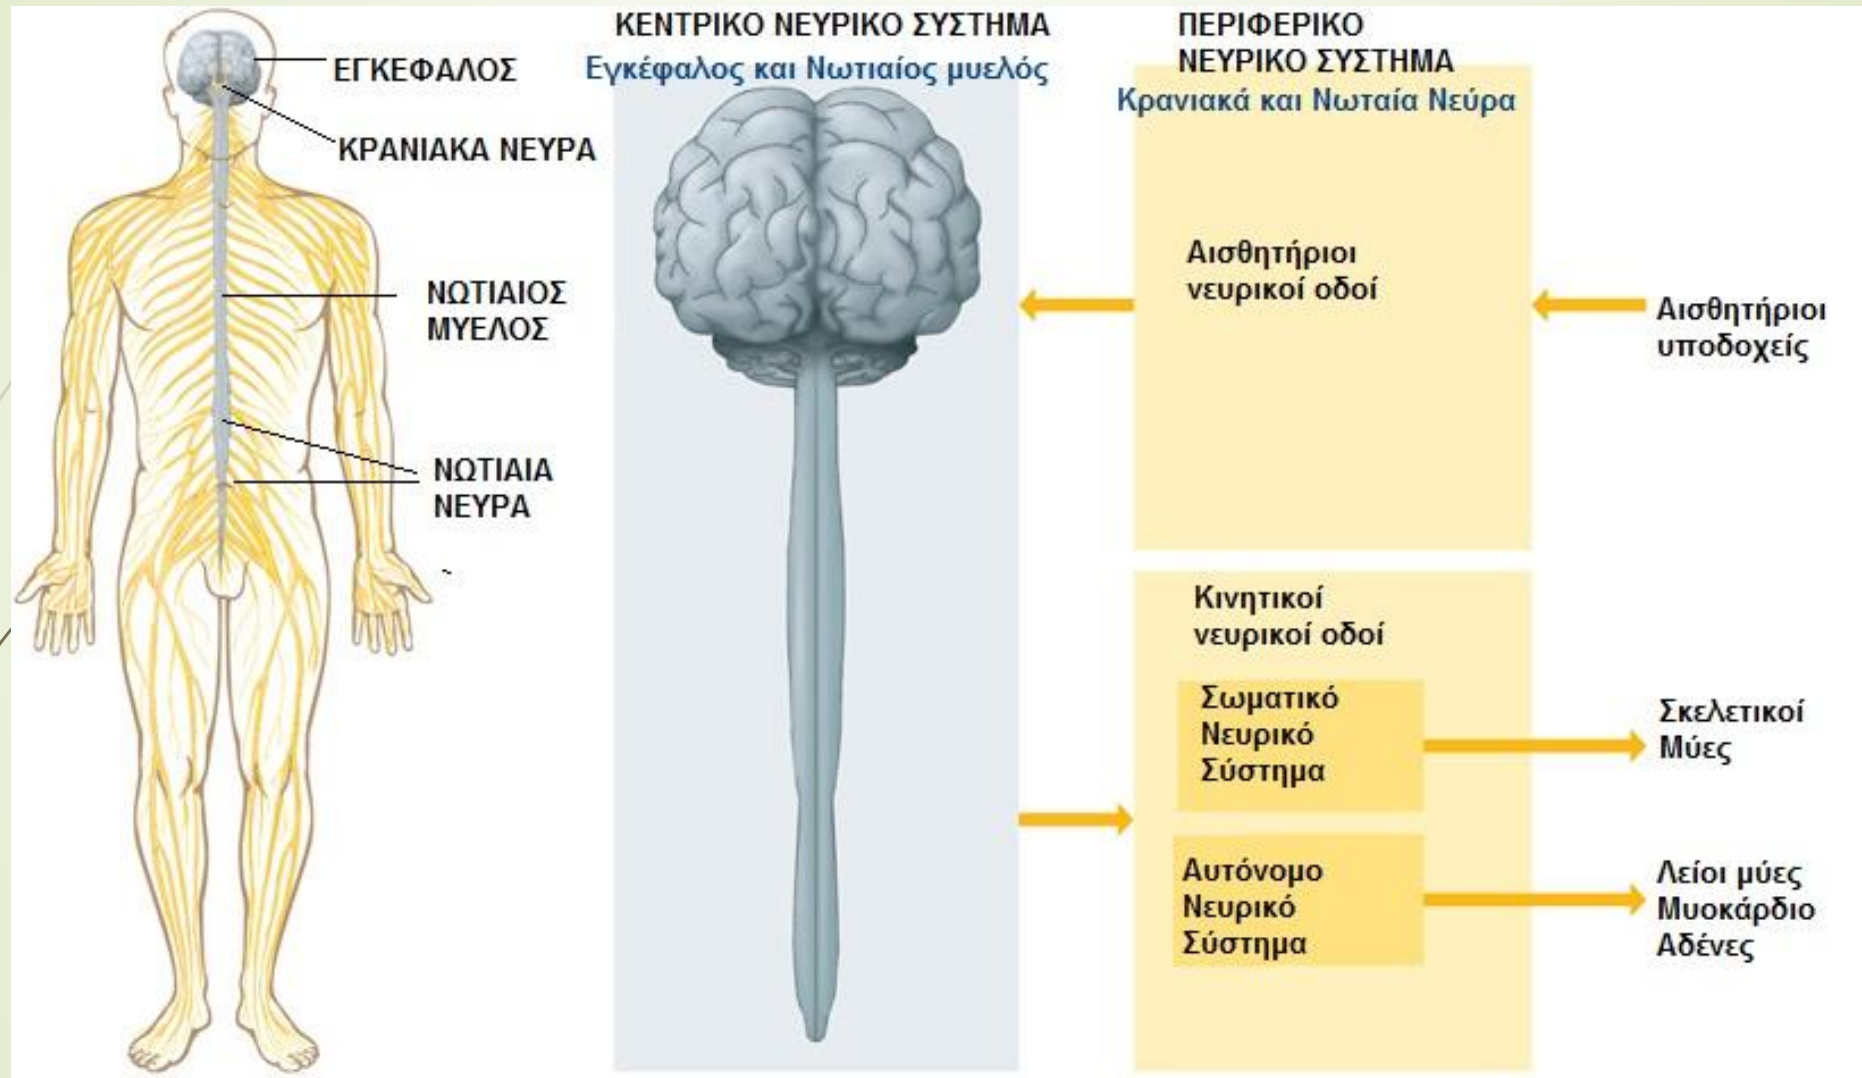 ΕΓΚΕΦΑΛΟΣ
ΚΡΑΝΙΑΚΑ ΝΕΥΡΑ
ΝΩΤΙΑΙΟΣ
ΜΥΕΛΟΣ
ΝΩΤΙΑΙΑ
ΝΕΥΡΑ
ΚΕΝΤΡΙΚΟ ΝΕΥΡΙΚΟ ΣΥΣΤΗΜΑ
Εγκέφαλος και Νωτιαίος μυελός
ΠΕΡΙΦΕΡΙΚΟ
ΝΕΥΡΙΚΟ ΣΥΣΤΗΜΑ
Κρανιακά και Νωταία Νεύρα
Αισθητήριοι
νευρικοί οδοί
Αισθητήριοι
υποδοχείς
Κινητικοί
νευρικοί οδοί
Σωματικό
Νευρικό
Σύστημα
Σκελετικοί
Μύες
Αυτόνομο
Νευρικό
Σύστημα
Λείοι μύες
Μυοκάρδιο
Αδένες